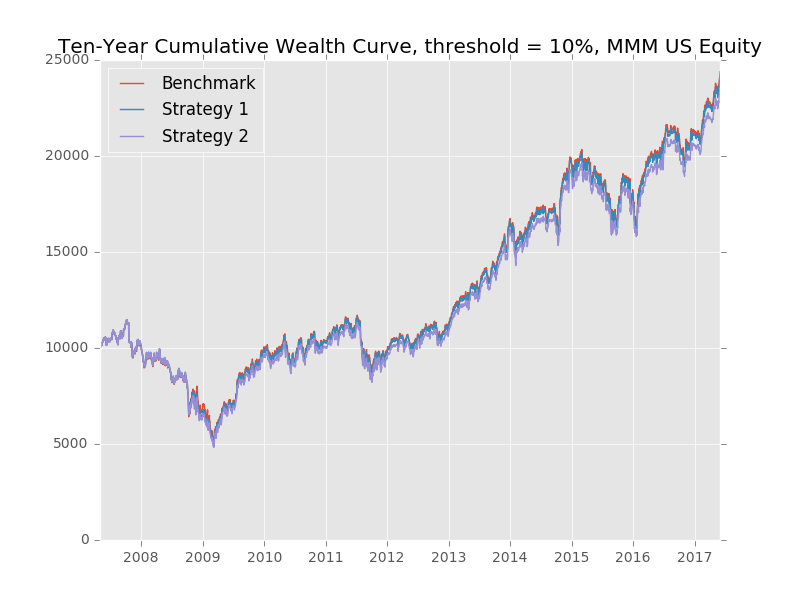 Ten-Year Cumulative Wealth Curve, threshold = 10%, MMM US Equity
25000
20000
15000
10000
5000
0
Benchmark
Strategy 1
Strategy 2
2008 2009 2010 2011 2012 2013 2014 2015 2016 2017